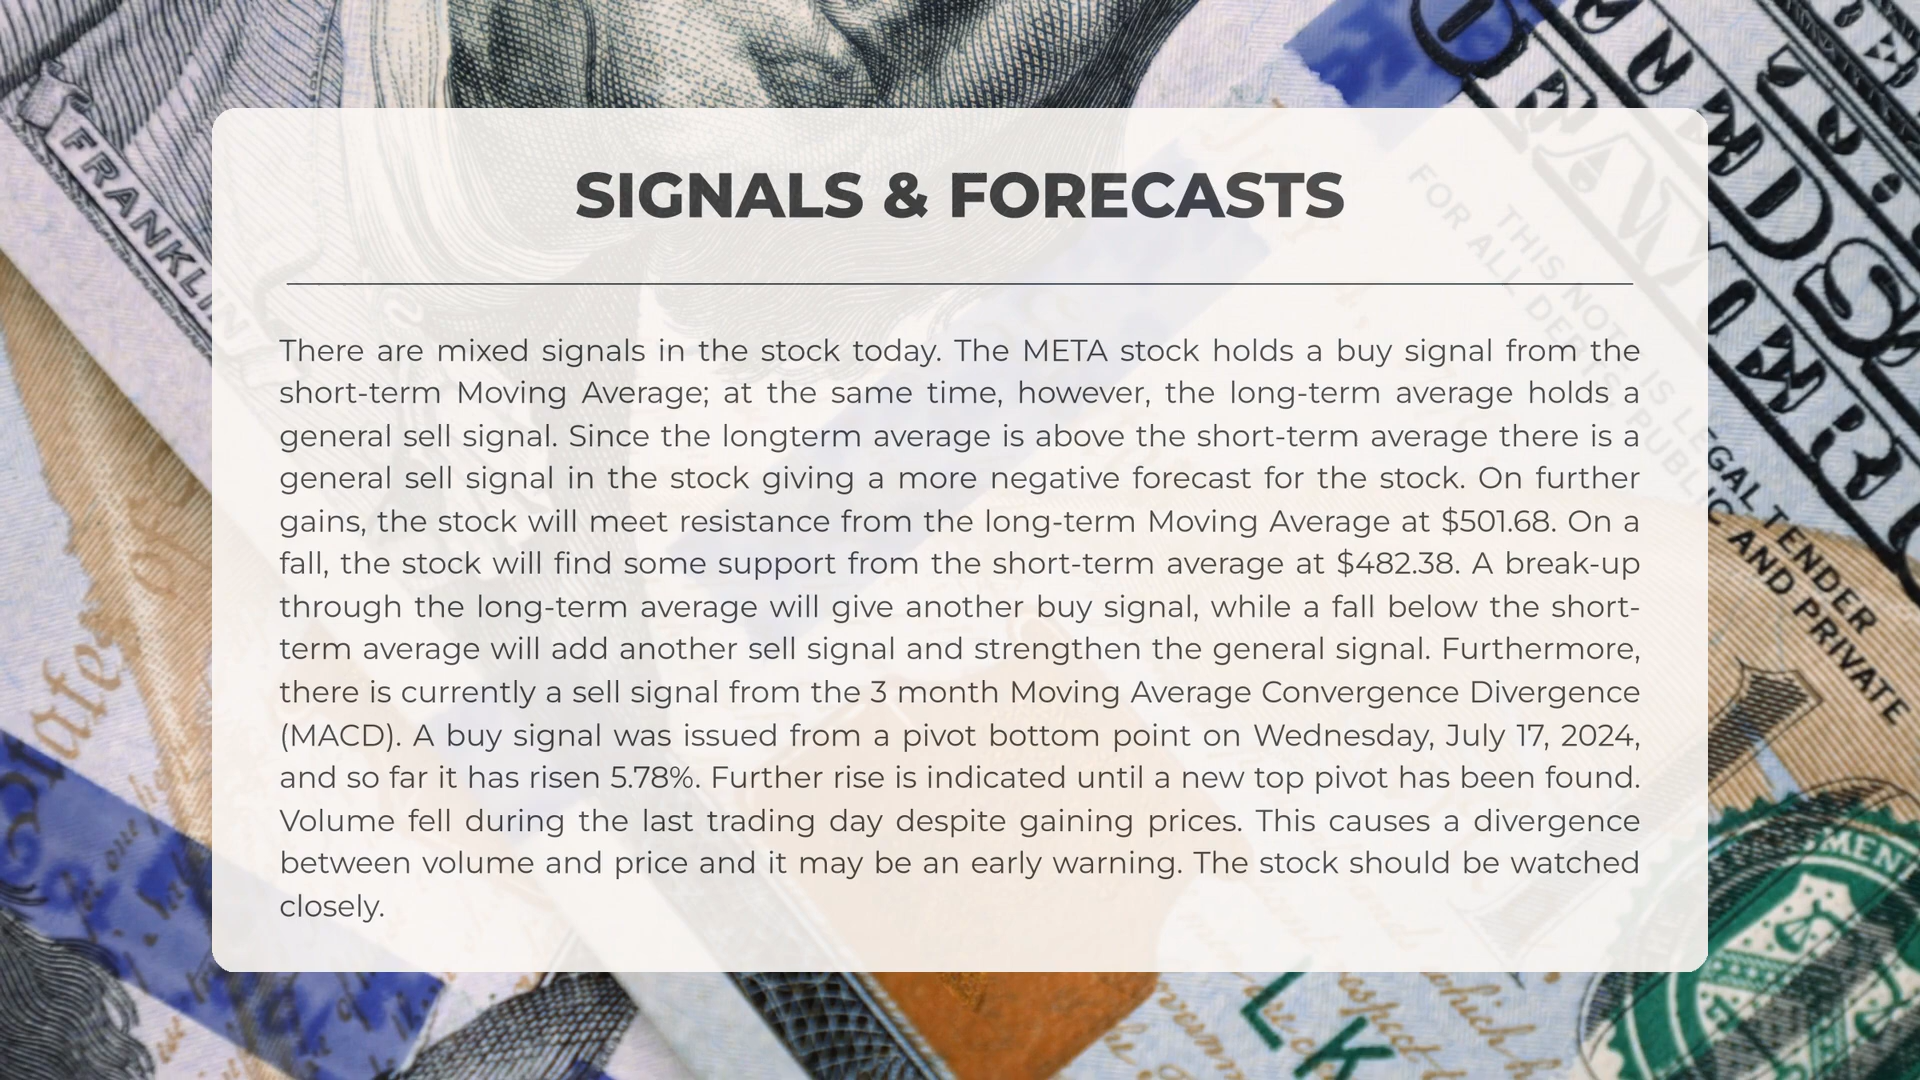 FRANKLIN
SIGNALS & FORECASTS
FOR ALL DEBTS, PUBLIC AND PRIVATE
THIS NOTE IS LEGAL TENDER
There are mixed signals in the stock today. The META stock holds a buy signal from the
short-term Moving Average; at the same time, however, the long-term average holds a
general sell signal. Since the longterm average is above the short-term average there is a
general sell signal in the stock giving a more negative forecast for the stock. On further
gains, the stock will meet resistance from the long-term Moving Average at $501.68. On a
fall, the stock will find some support from the short-term average at $482.38. A break-up
through the long-term average will give another buy signal, while a fall below the short-
term average will add another sell signal and strengthen the general signal. Furthermore,
there is currently a sell signal from the 3 month Moving Average Convergence Divergence
(MACD). A buy signal was issued from a pivot bottom point on Wednesday, July 17, 2024,
and so far it has risen 5.78%. Further rise is indicated until a new top pivot has been found.
Volume fell during the last trading day despite gaining prices. This causes a divergence
between volume and price and it may be an early warning. The stock should be watched
closely.
L K